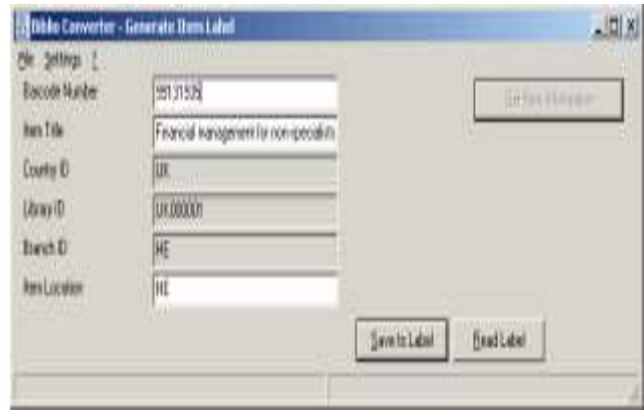 Biblio Converter - Generate Item Label
File Settings ?
Barcode Number
Item Title
Financial management for non-specialists
Country ID
UK
Library ID
UK000001
Branch ID
HE
Item Location
HE
Save to Label
Read Label